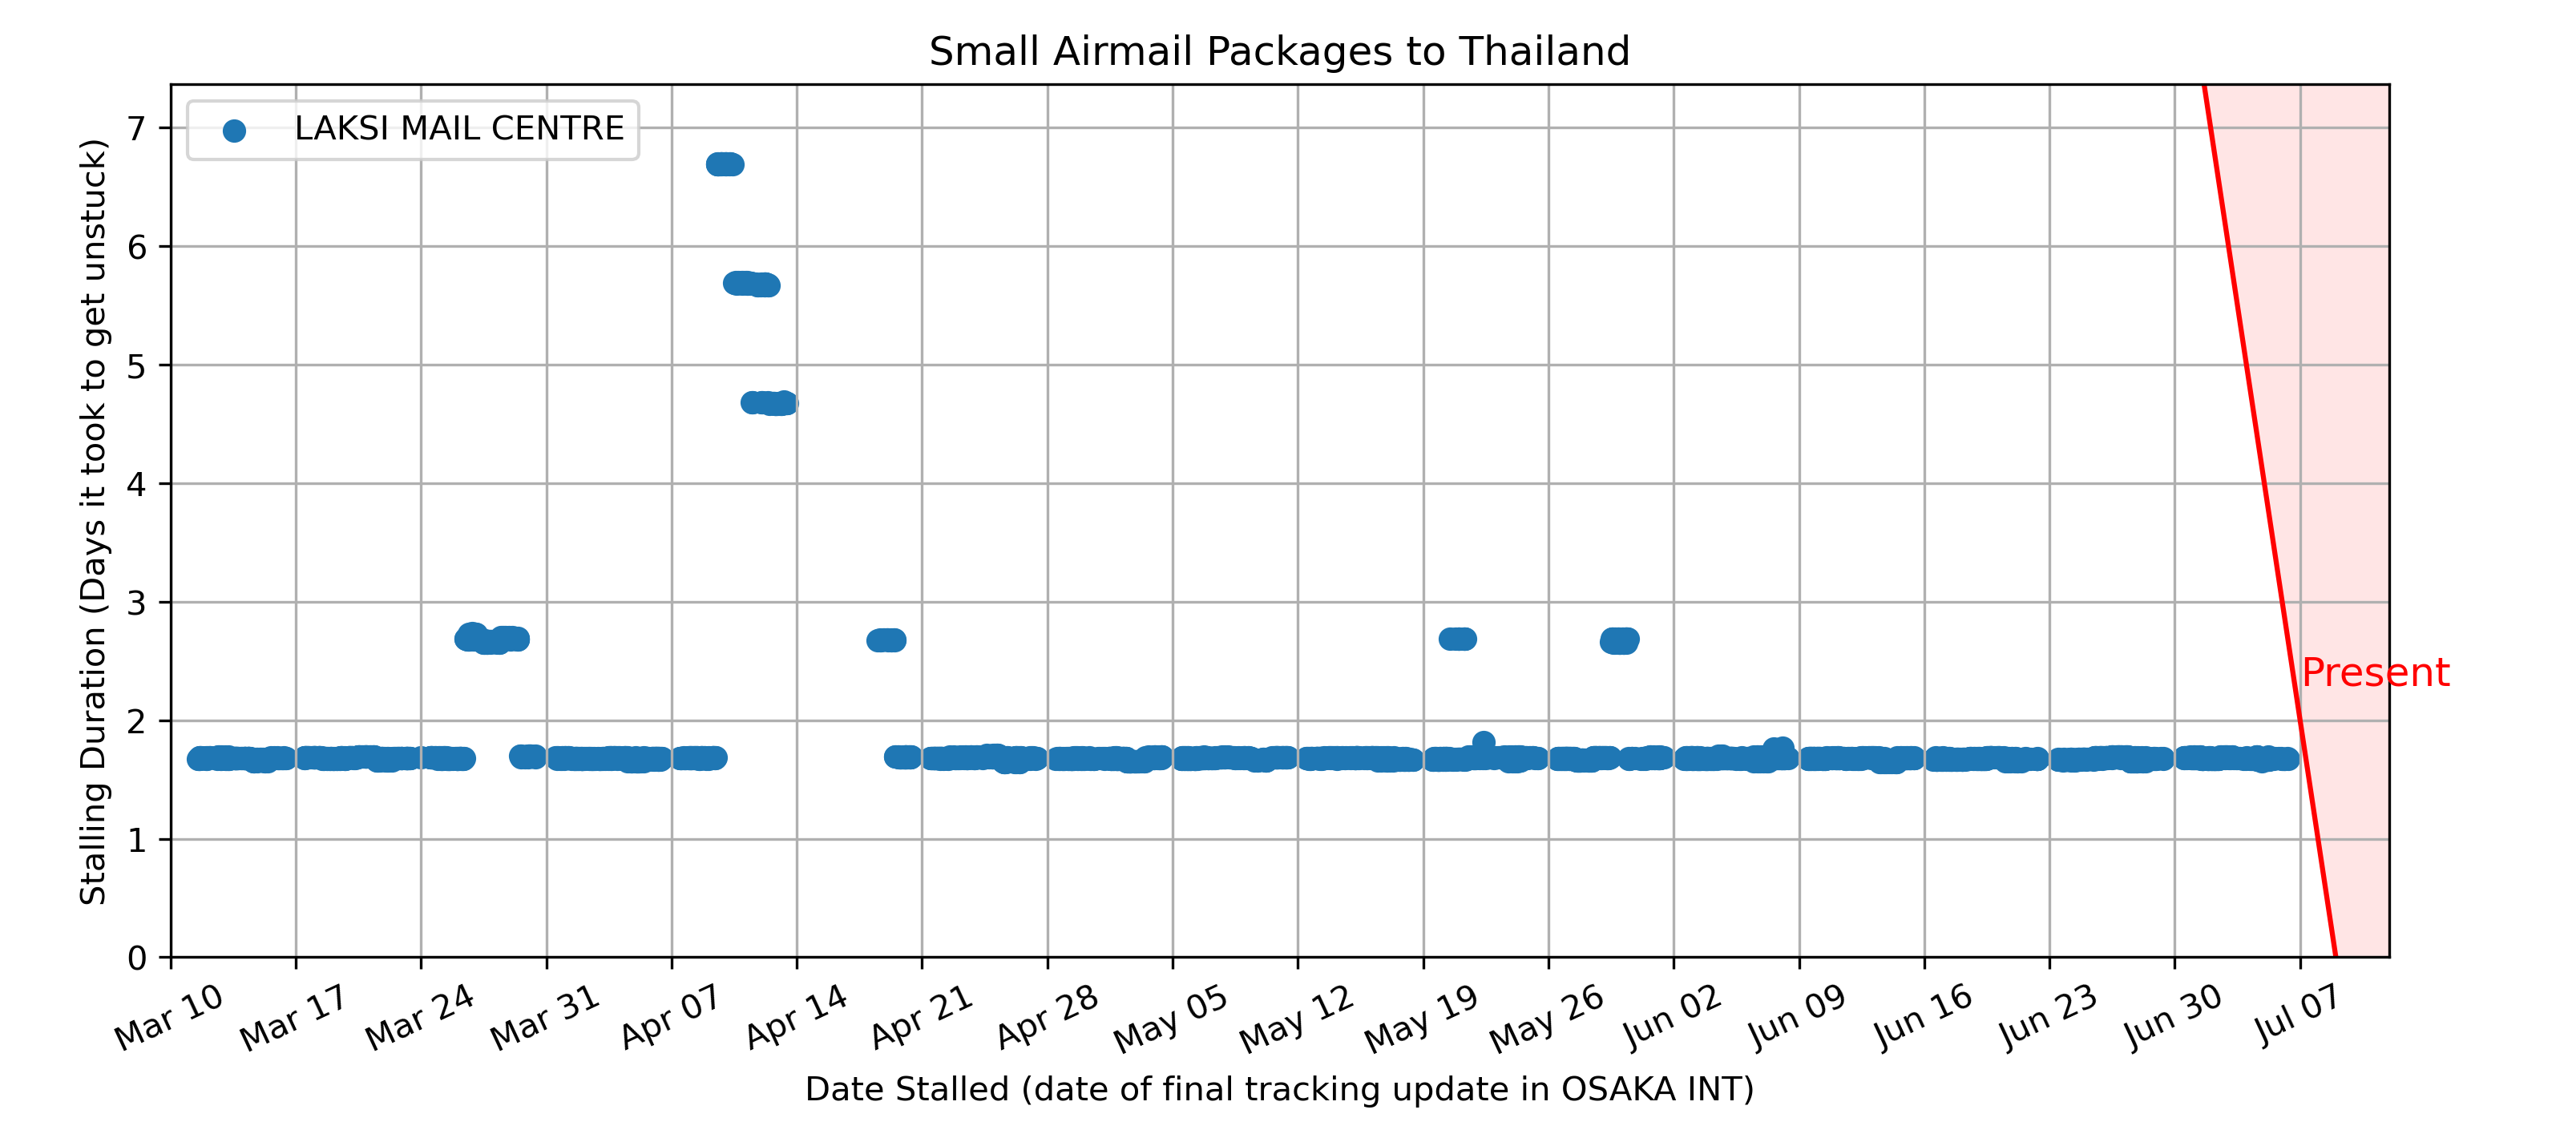 Small Airmail Packages to Thailand
LAKSI MAIL CENTRE
Stalling Duration (Days it took to get unstuck)
7
6
5
4
3
2
1
0
Present
Mar 10
Mar 17
Mar 24
Mar 31
Apr 07
Apr 14
Apr 21
Apr 28
May 05
May 12
May 19
May 26
Jun 02
Jun 09
Jun 16
Jun 23
Jun 30
Jul 07
Date Stalled (date of final tracking update in OSAKA INT)